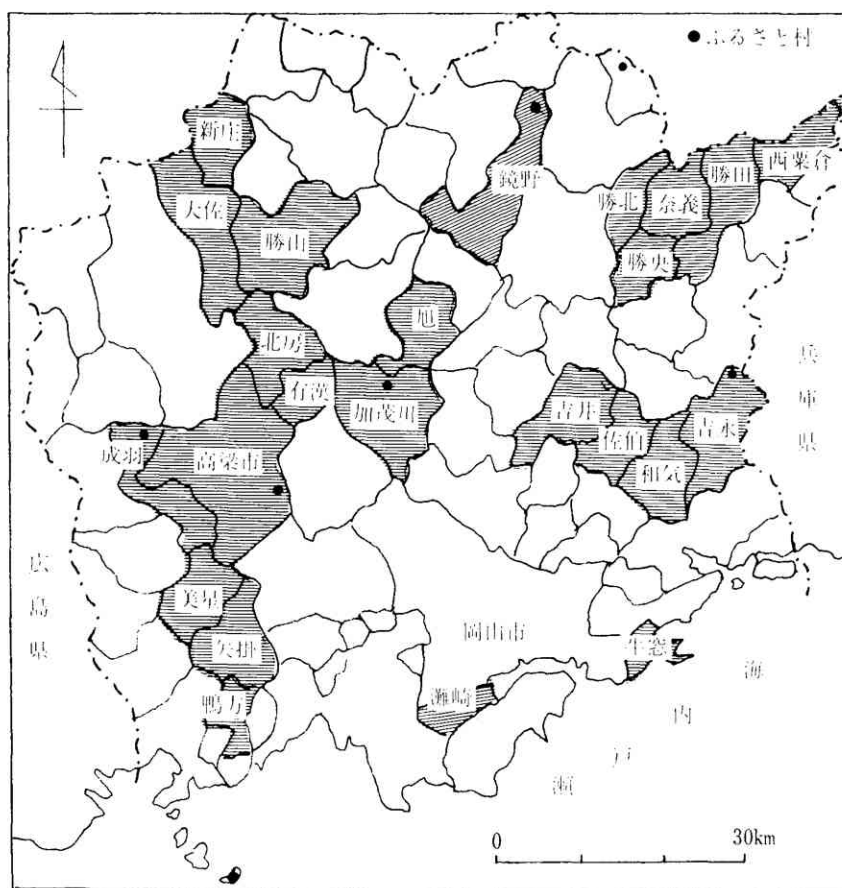 ●ふるさと村
新庄
大佐
勝山
鏡野
勝北
奈義
勝田
西粟倉
勝央
旭
北房
有漢
加茂川
成羽
高梁市
吉井
佐伯
和気
吉永
兵庫県
広島県
美星
矢掛
鴨方
岡山市
灘崎
牛窓
瀬戸内海
0 30km